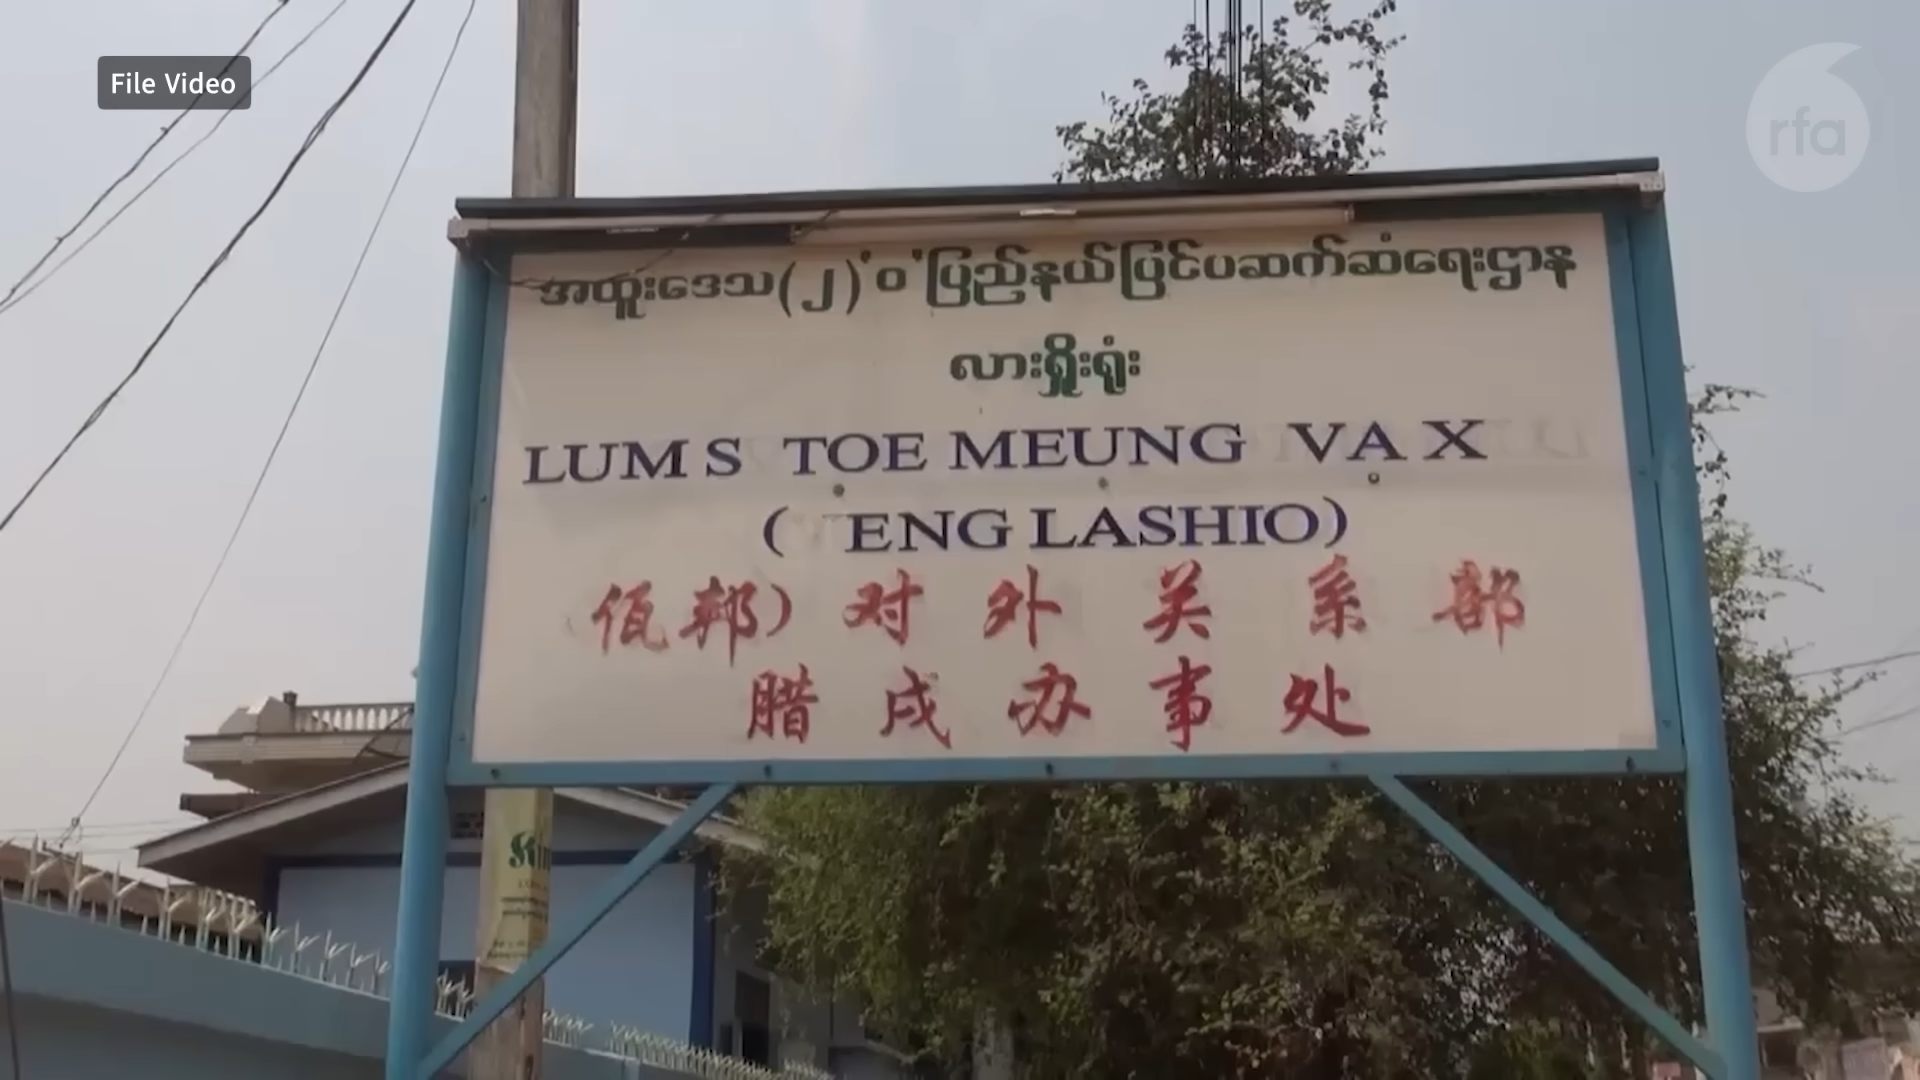 File Video
rfa
အထူးဒေသ(၂)'ဝ'ပြည်နယ်ပြင်ပဆက်ဆံရေးဌာန
လားရှိုးရုံး
LUM S TOE MEUNG VA X
( ENG LASHIO)
佤邦）对外关系部
腊戌办事处